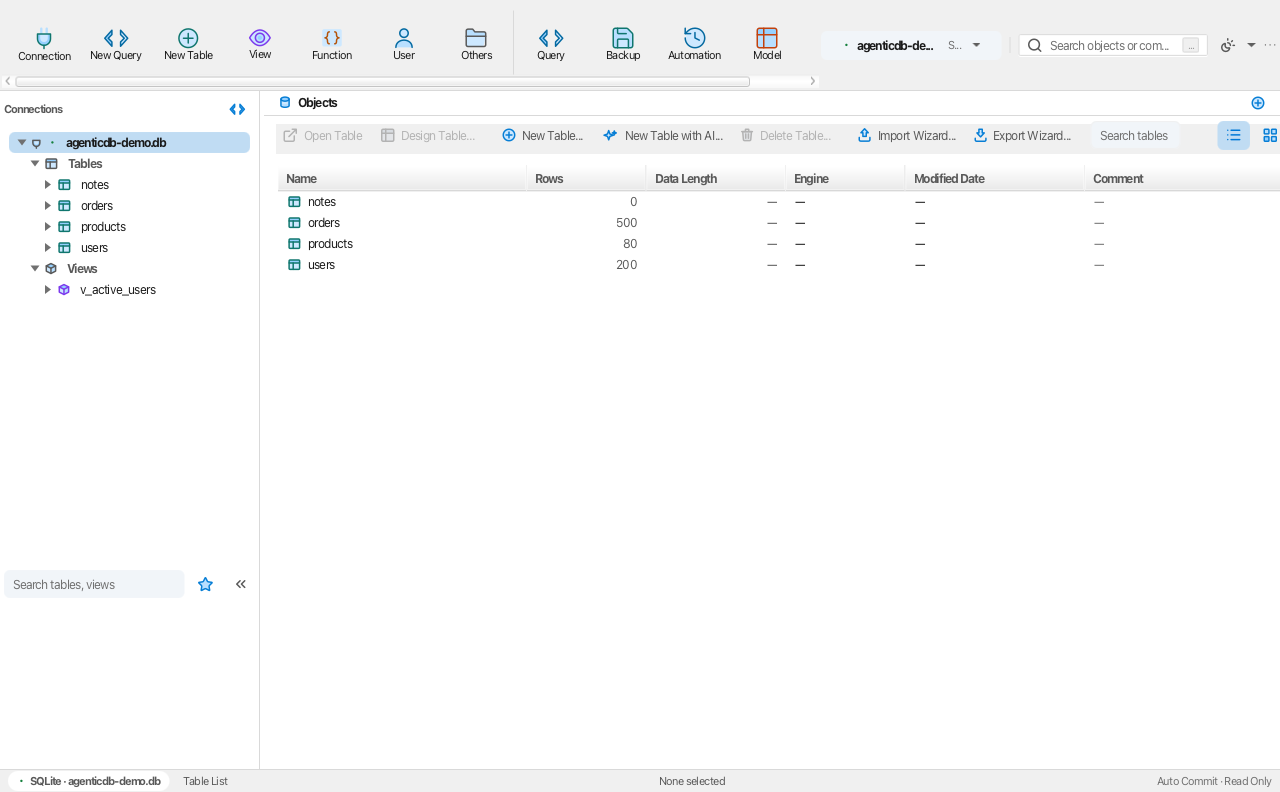 Connection
New Query
New Table
View
Function
User
Others
Query
Backup
Automation
Model
agenticdb-de...
S...
Search objects or com...
...
Connections
Objects
agenticdb-demo.db
Open Table
Design Table...
New Table...
New Table with AI...
Delete Table...
Import Wizard...
Export Wizard...
Search tables
Tables
notes
orders
products
users
Views
v_active_users
Name Rows Data Length Engine Modified Date Comment
notes 0 — — — —
orders 500 — — — —
products 80 — — — —
users 200 — — — —
Search tables, views
SQLite · agenticdb-demo.db
Table List
None selected
Auto Commit · Read Only